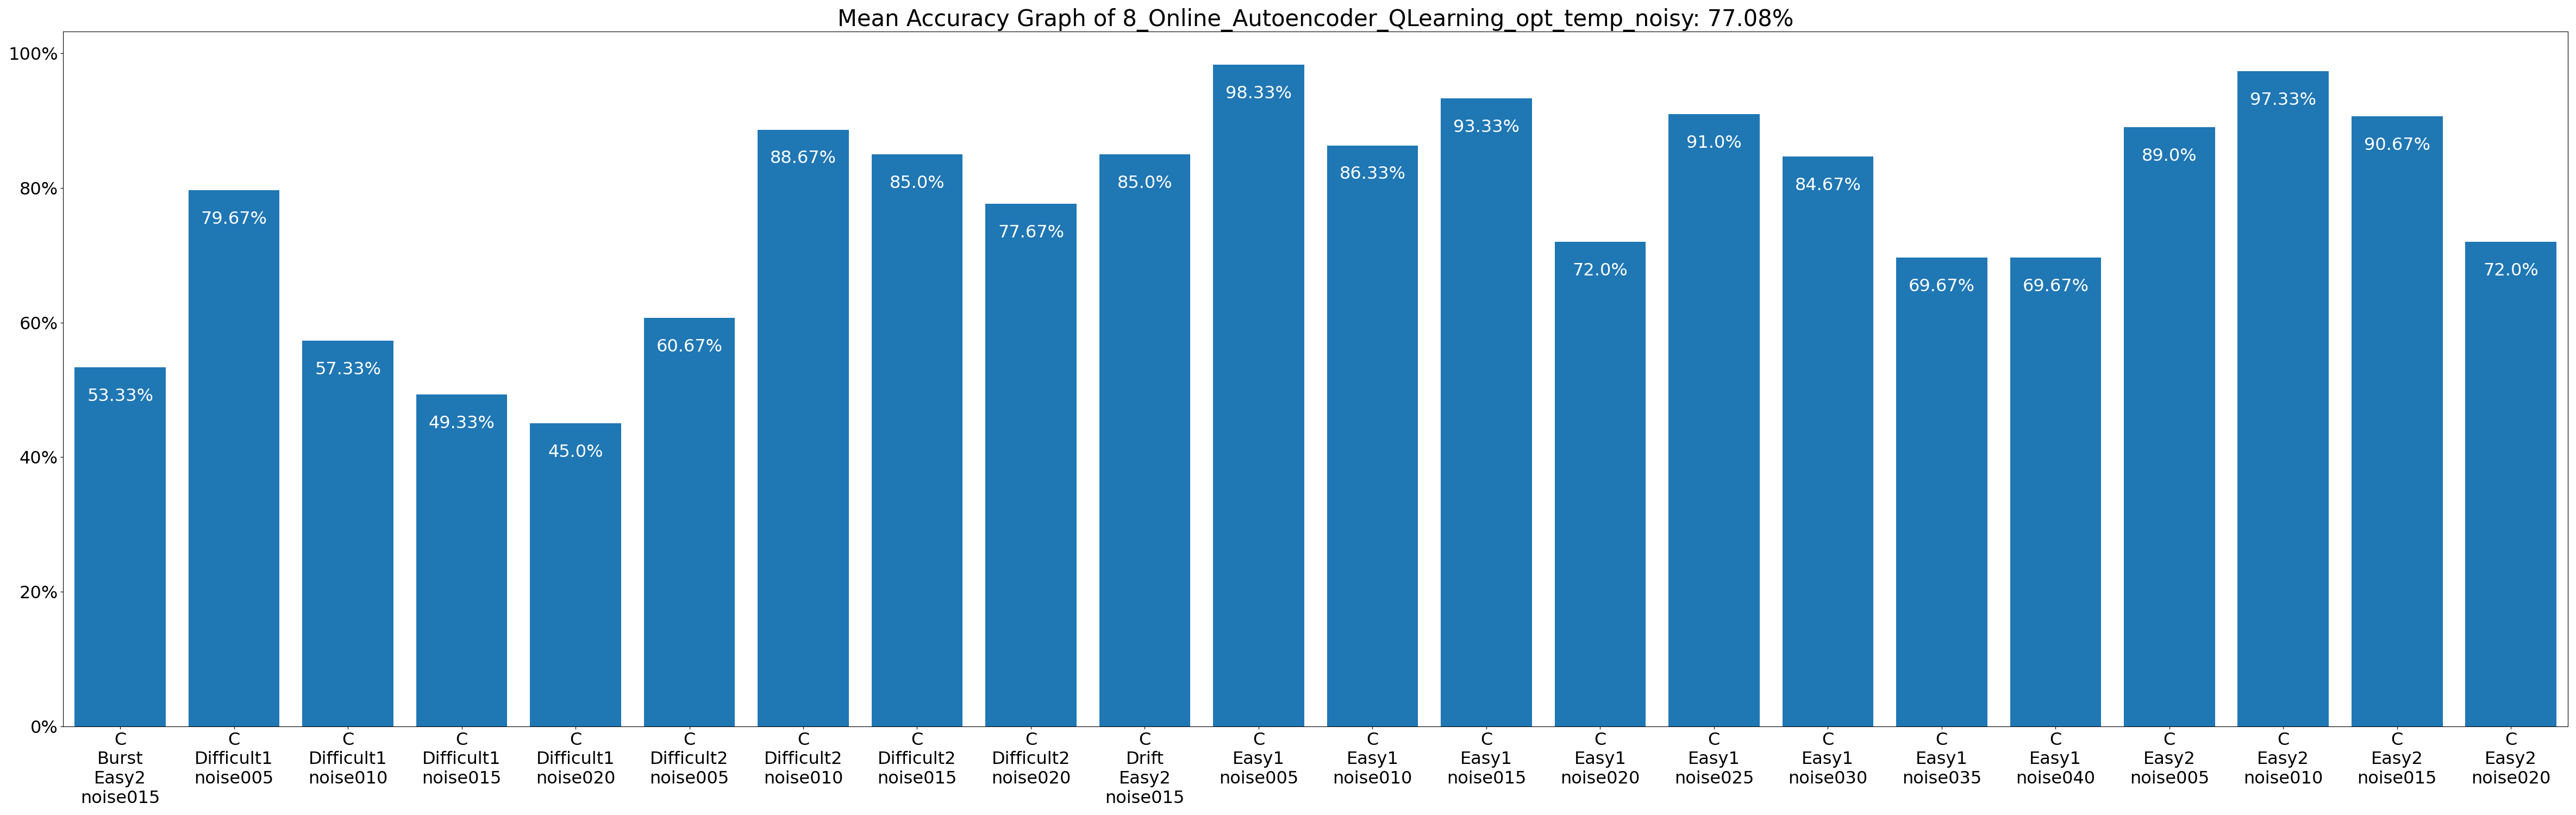 Mean Accuracy Graph of 8_Online_Autoencoder_QLearning_opt_temp_noisy: 77.08%
100%
80%
60%
40%
20%
0%
53.33%
79.67%
57.33%
49.33%
45.0%
60.67%
88.67%
85.0%
77.67%
85.0%
98.33%
86.33%
93.33%
72.0%
91.0%
84.67%
69.67%
69.67%
89.0%
97.33%
90.67%
72.0%
C
Burst
Easy2
noise015
C
Difficult1
noise005
C
Difficult1
noise010
C
Difficult1
noise015
C
Difficult1
noise020
C
Difficult2
noise005
C
Difficult2
noise010
C
Difficult2
noise015
C
Difficult2
noise020
C
Drift
Easy2
noise015
C
Easy1
noise005
C
Easy1
noise010
C
Easy1
noise015
C
Easy1
noise020
C
Easy1
noise025
C
Easy1
noise030
C
Easy1
noise035
C
Easy1
noise040
C
Easy2
noise005
C
Easy2
noise010
C
Easy2
noise015
C
Easy2
noise020